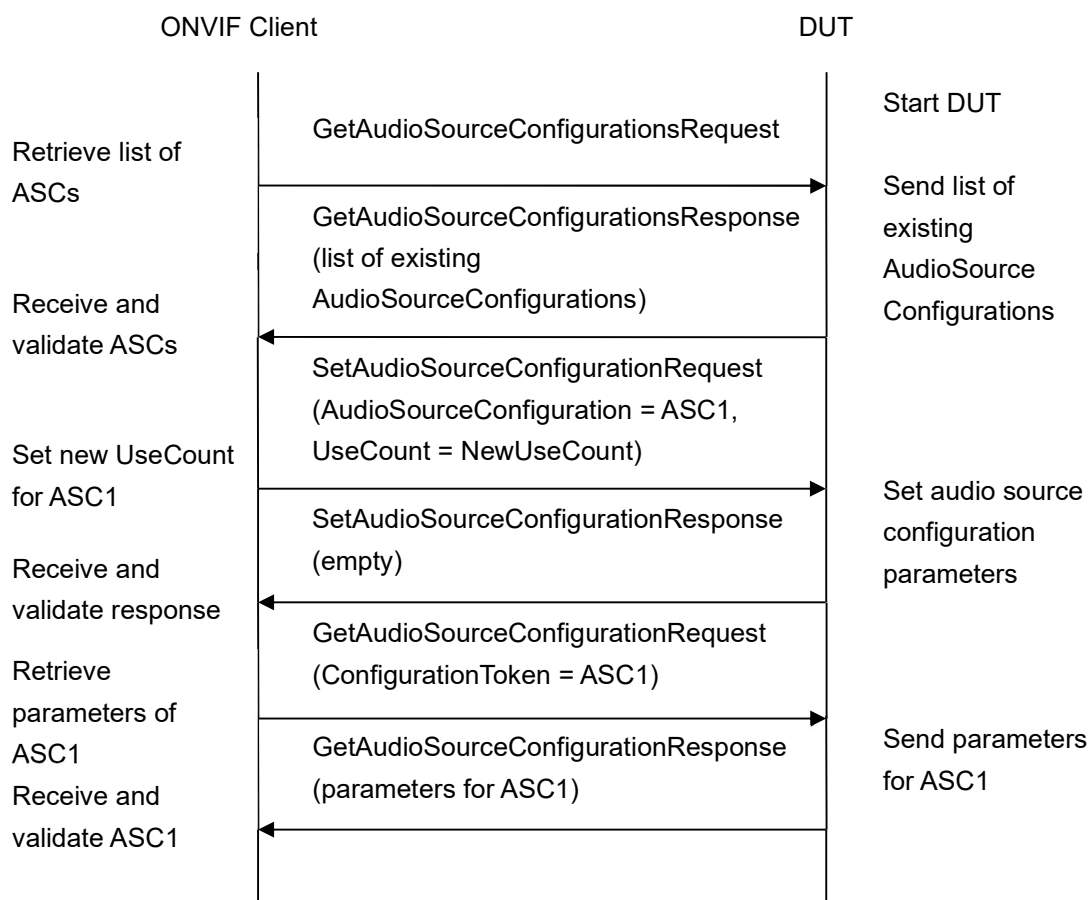 ONVIF Client
DUT
Start DUT
GetAudioSourceConfigurationsRequest
Retrieve list of
ASCs
Send list of
existing
AudioSource
Configurations
GetAudioSourceConfigurationsResponse
(list of existing
AudioSourceConfigurations)
Receive and
validate ASCs
SetAudioSourceConfigurationRequest
(AudioSourceConfiguration = ASC1,
UseCount = NewUseCount)
Set new UseCount
for ASC1
Set audio source
configuration
parameters
SetAudioSourceConfigurationResponse
(empty)
Receive and
validate response
GetAudioSourceConfigurationRequest
(ConfigurationToken = ASC1)
Retrieve
parameters of
ASC1
Send parameters
for ASC1
GetAudioSourceConfigurationResponse
(parameters for ASC1)
Receive and
validate ASC1